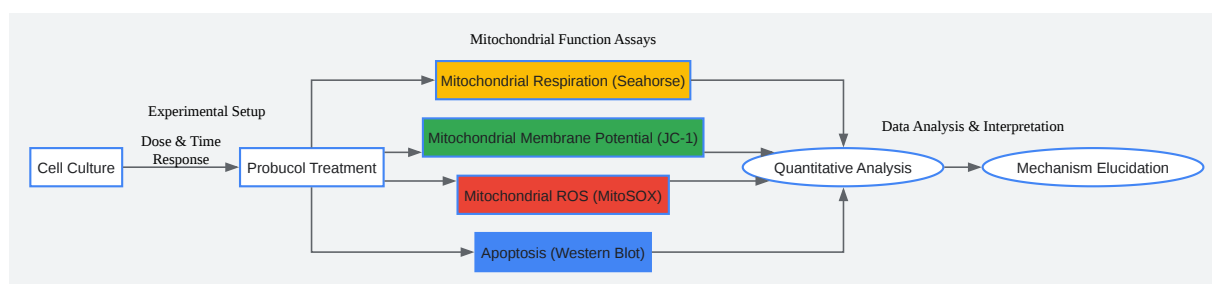 Mitochondrial Function Assays
Mitochondrial Respiration (Seahorse)
Experimental Setup
Data Analysis & Interpretation
Dose & Time
Response
Mitochondrial Membrane Potential (JC-1)
Cell Culture
Probucol Treatment
Quantitative Analysis
Mechanism Elucidation
Mitochondrial ROS (MitoSOX)
Apoptosis (Western Blot)